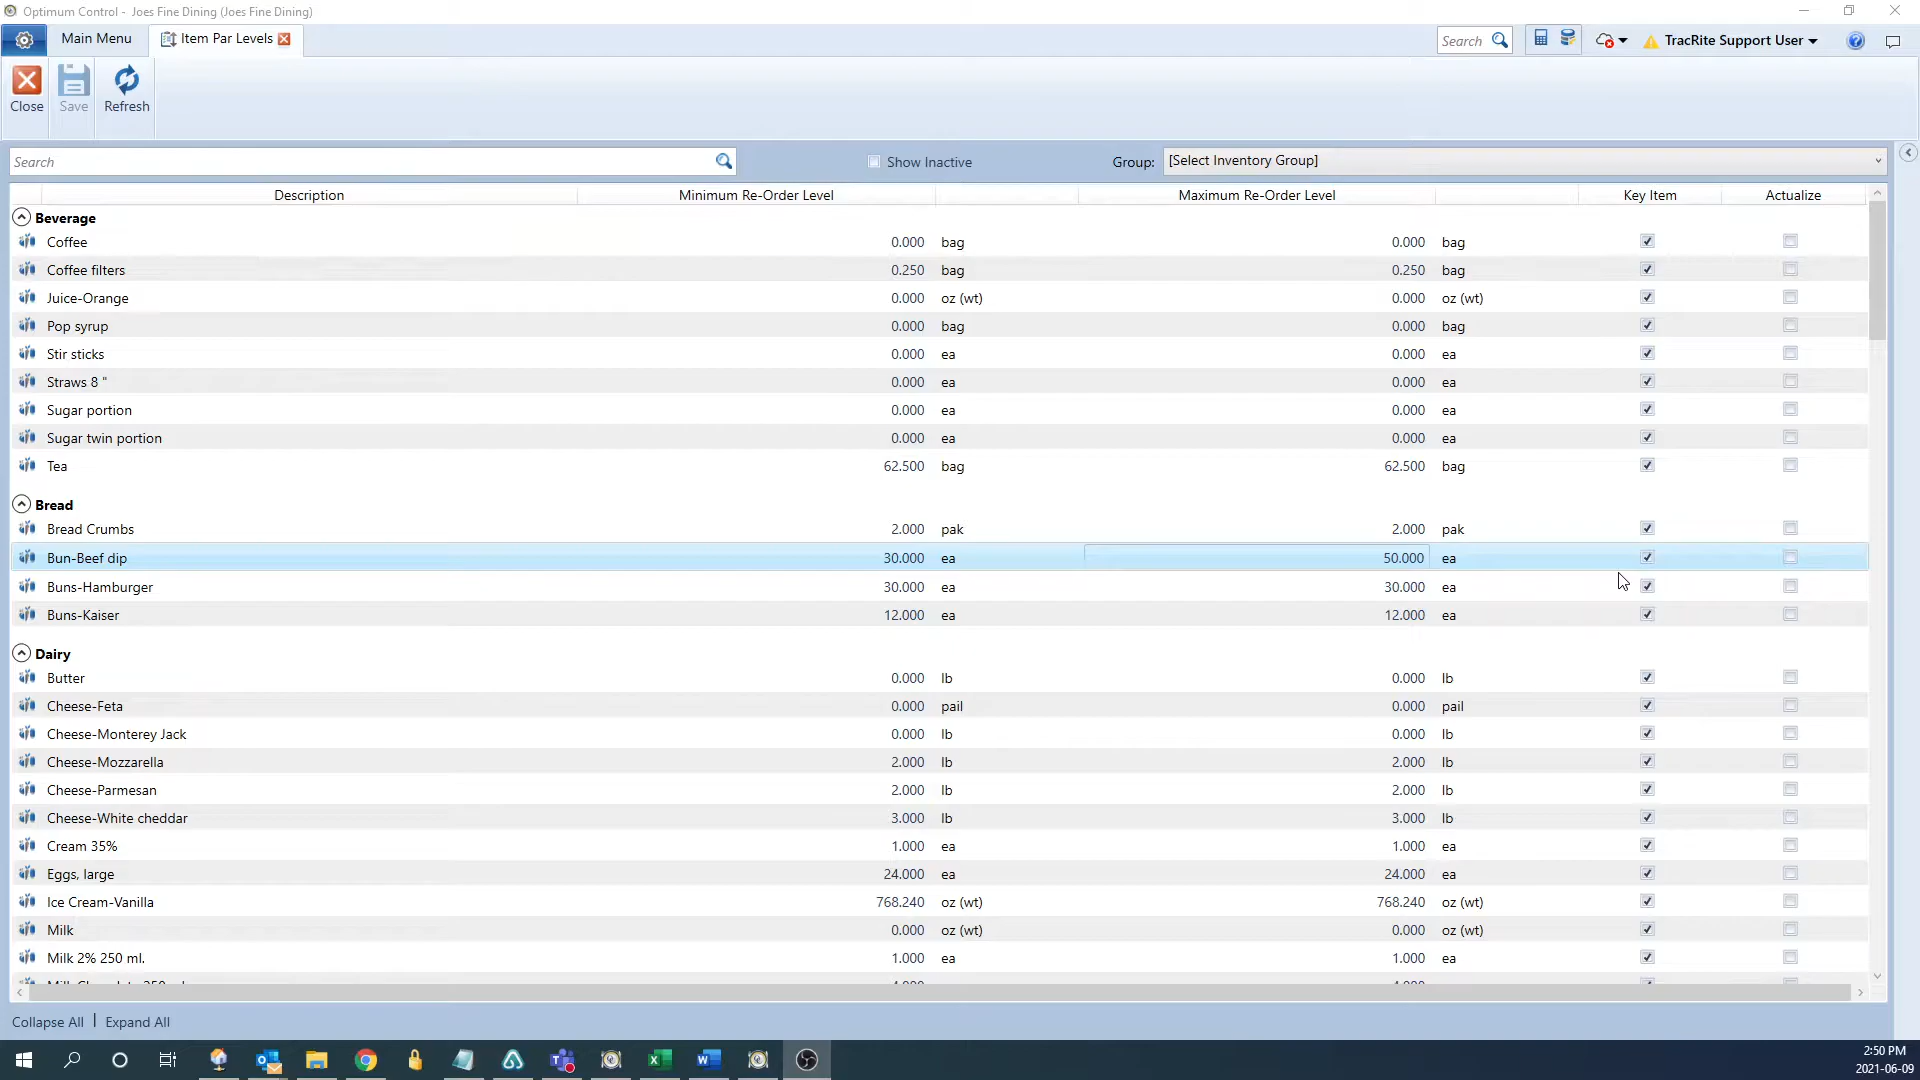 Optimum Control - Joes Fine Dining (Joes Fine Dining)
Main Menu Item Par Levels Search TracRite Support User
Close Save Refresh
Search Show Inactive Group: [Select Inventory Group]
Description Minimum Re-Order Level Maximum Re-Order Level Key Item Actualize
Beverage
Coffee 0.000 bag 0.000 bag
Coffee filters 0.250 bag 0.250 bag
Juice-Orange 0.000 oz (wt) 0.000 oz (wt)
Pop syrup 0.000 bag 0.000 bag
Stir sticks 0.000 ea 0.000 ea
Straws 8 " 0.000 ea 0.000 ea
Sugar portion 0.000 ea 0.000 ea
Sugar twin portion 0.000 ea 0.000 ea
Tea 62.500 bag 62.500 bag
Bread
Bread Crumbs 2.000 pak 2.000 pak
Bun-Beef dip 30.000 ea 50.000 ea
Buns-Hamburger 30.000 ea 30.000 ea
Buns-Kaiser 12.000 ea 12.000 ea
Dairy
Butter 0.000 lb 0.000 lb
Cheese-Feta 0.000 pail 0.000 pail
Cheese-Monterey Jack 0.000 lb 0.000 lb
Cheese-Mozzarella 2.000 lb 2.000 lb
Cheese-Parmesan 2.000 lb 2.000 lb
Cheese-White cheddar 3.000 lb 3.000 lb
Cream 35% 1.000 ea 1.000 ea
Eggs, large 24.000 ea 24.000 ea
Ice Cream-Vanilla 768.240 oz (wt) 768.240 oz (wt)
Milk 0.000 oz (wt) 0.000 oz (wt)
Milk 2% 250 ml. 1.000 ea 1.000 ea
Collapse All | Expand All
2:50 PM
2021-06-09